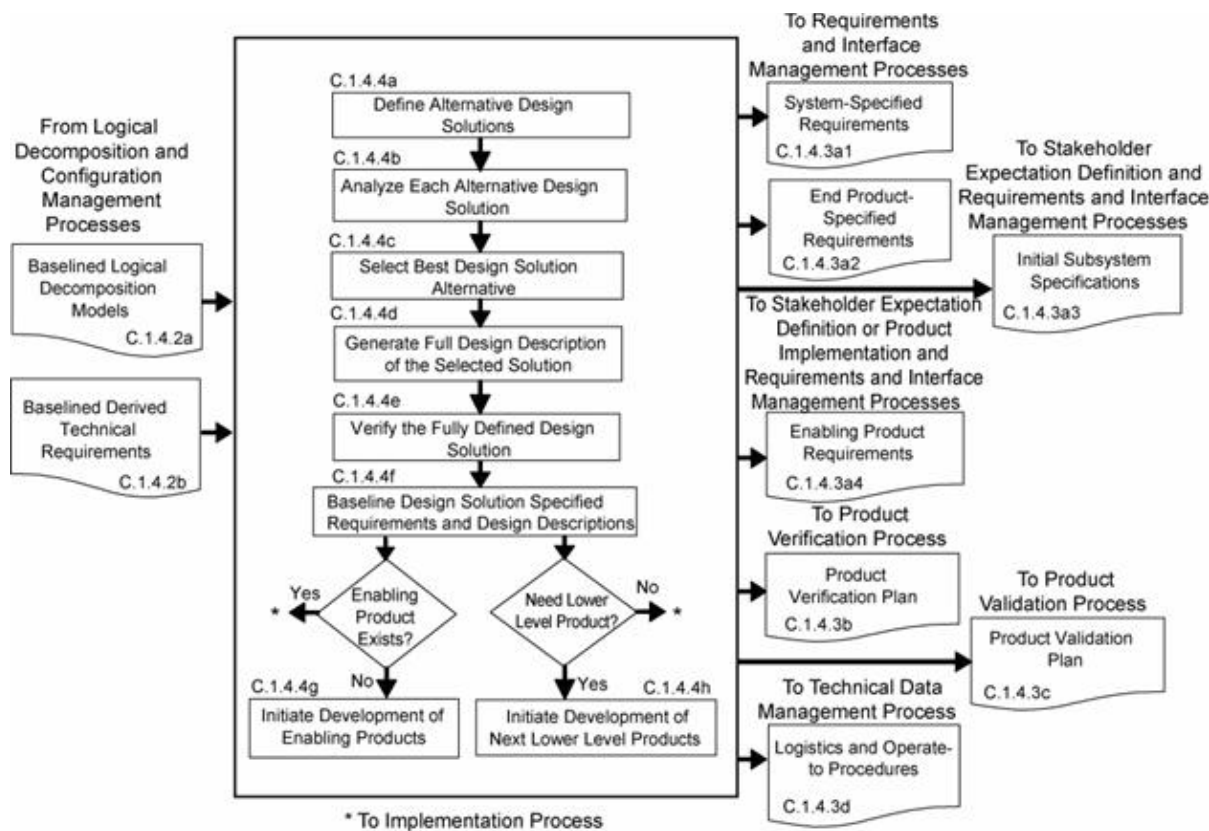 From Logical
Decomposition and
Configuration
Management
Processes
Baselined Logical
Decomposition
Models
C.1.4.2a
Baselined Derived
Technical
Requirements
C.1.4.2b
C.1.4.4a
Define Alternative Design
Solutions
C.1.4.4b
Analyze Each Alternative Design
Solution
C.1.4.4c
Select Best Design Solution
Alternative
C.1.4.4d
Generate Full Design Description
of the Selected Solution
C.1.4.4e
Verify the Fully Defined Design
Solution
C.1.4.4f
Baseline Design Solution Specified
Requirements and Design Descriptions
Yes
*
Enabling
Product
Exists?
No
Need Lower
Level Product?
No
*
Yes
C.1.4.4g
Initiate Development of
Enabling Products
C.1.4.4h
Initiate Development of
Next Lower Level Products
* To Implementation Process
To Requirements
and Interface
Management Processes
System-Specified
Requirements
C.1.4.3a1
End Product-
Specified
Requirements
C.1.4.3a2
To Stakeholder
Expectation Definition and
Requirements and Interface
Management Processes
Initial Subsystem
Specifications
C.1.4.3a3
To Stakeholder Expectation
Definition or Product
Implementation and
Requirements and Interface
Management Processes
Enabling Product
Requirements
C.1.4.3a4
To Product
Verification Process
Product
Verification Plan
C.1.4.3b
To Product
Validation Process
Product Validation
Plan
C.1.4.3c
To Technical Data
Management Process
Logistics and Operate-
to Procedures
C.1.4.3d